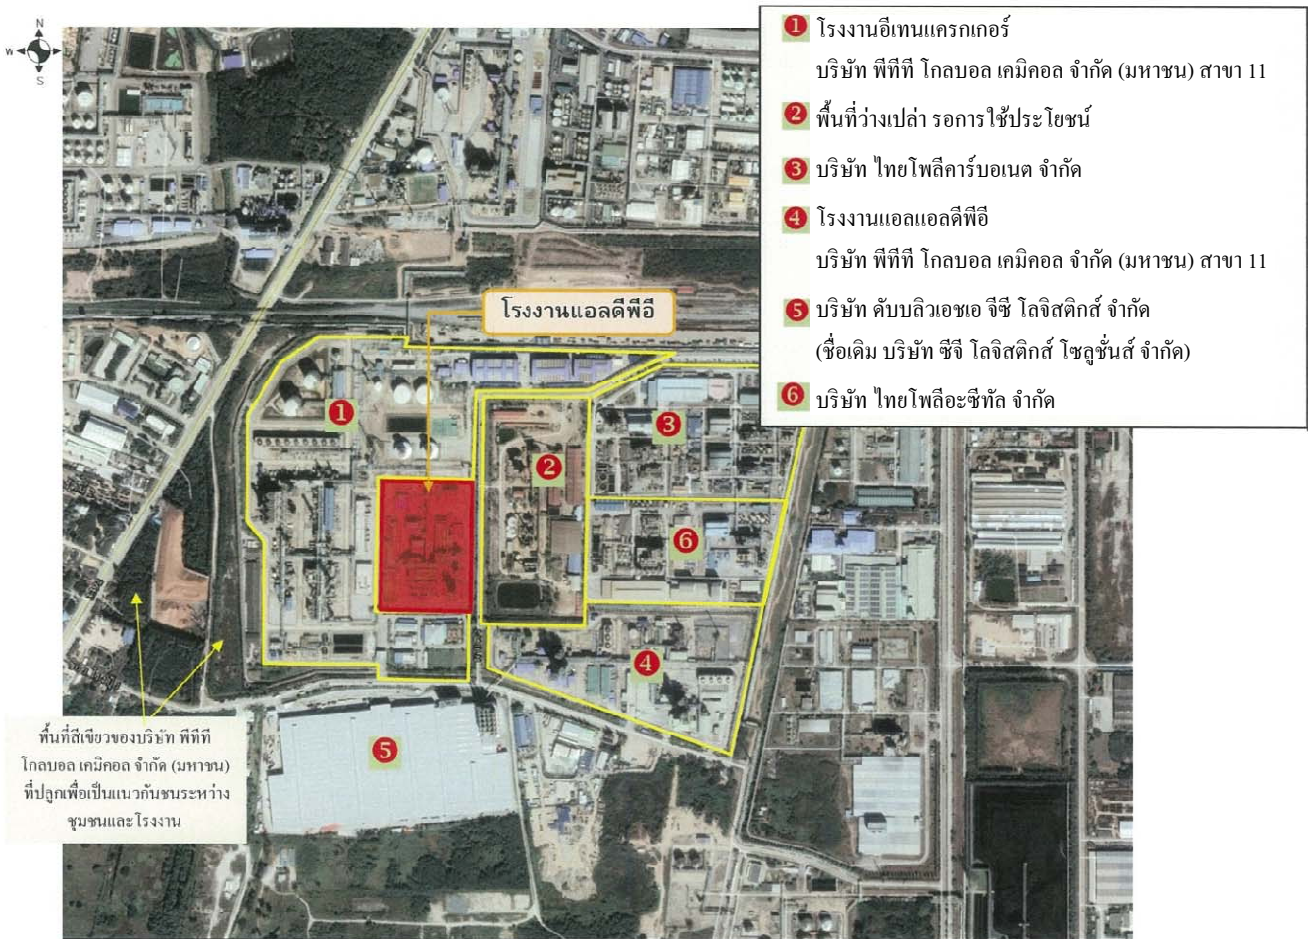 N
W
S
1 โรงงานอีเทนแครกเกอร์
บริษัท พีทีที โกลบอล เคมิคอล จำกัด (มหาชน) สาขา 11
2 พื้นที่ว่างเปล่า รอการใช้ประโยชน์
3 บริษัท ไทยโพลีคาร์บอเนต จำกัด
4 โรงงานแอลแอลดีพีอี
บริษัท พีทีที โกลบอล เคมิคอล จำกัด (มหาชน) สาขา 11
5 บริษัท ดับบลิวเอชเอ จีซี โลจิสติกส์ จำกัด
(ชื่อเดิม บริษัท ซีจี โลจิสติกส์ โซลูชั่นส์ จำกัด)
6 บริษัท ไทยโพลีอะซีทัล จำกัด
โรงงานแอลดีพีอี
1
3
2
6
4
5
พื้นที่สีเขียวของบริษัท พีทีที
โกลบอล เคมิคอล จำกัด (มหาชน)
ที่ปลูกเพื่อเป็นแนวกันชนระหว่าง
ชุมชนและโรงงาน